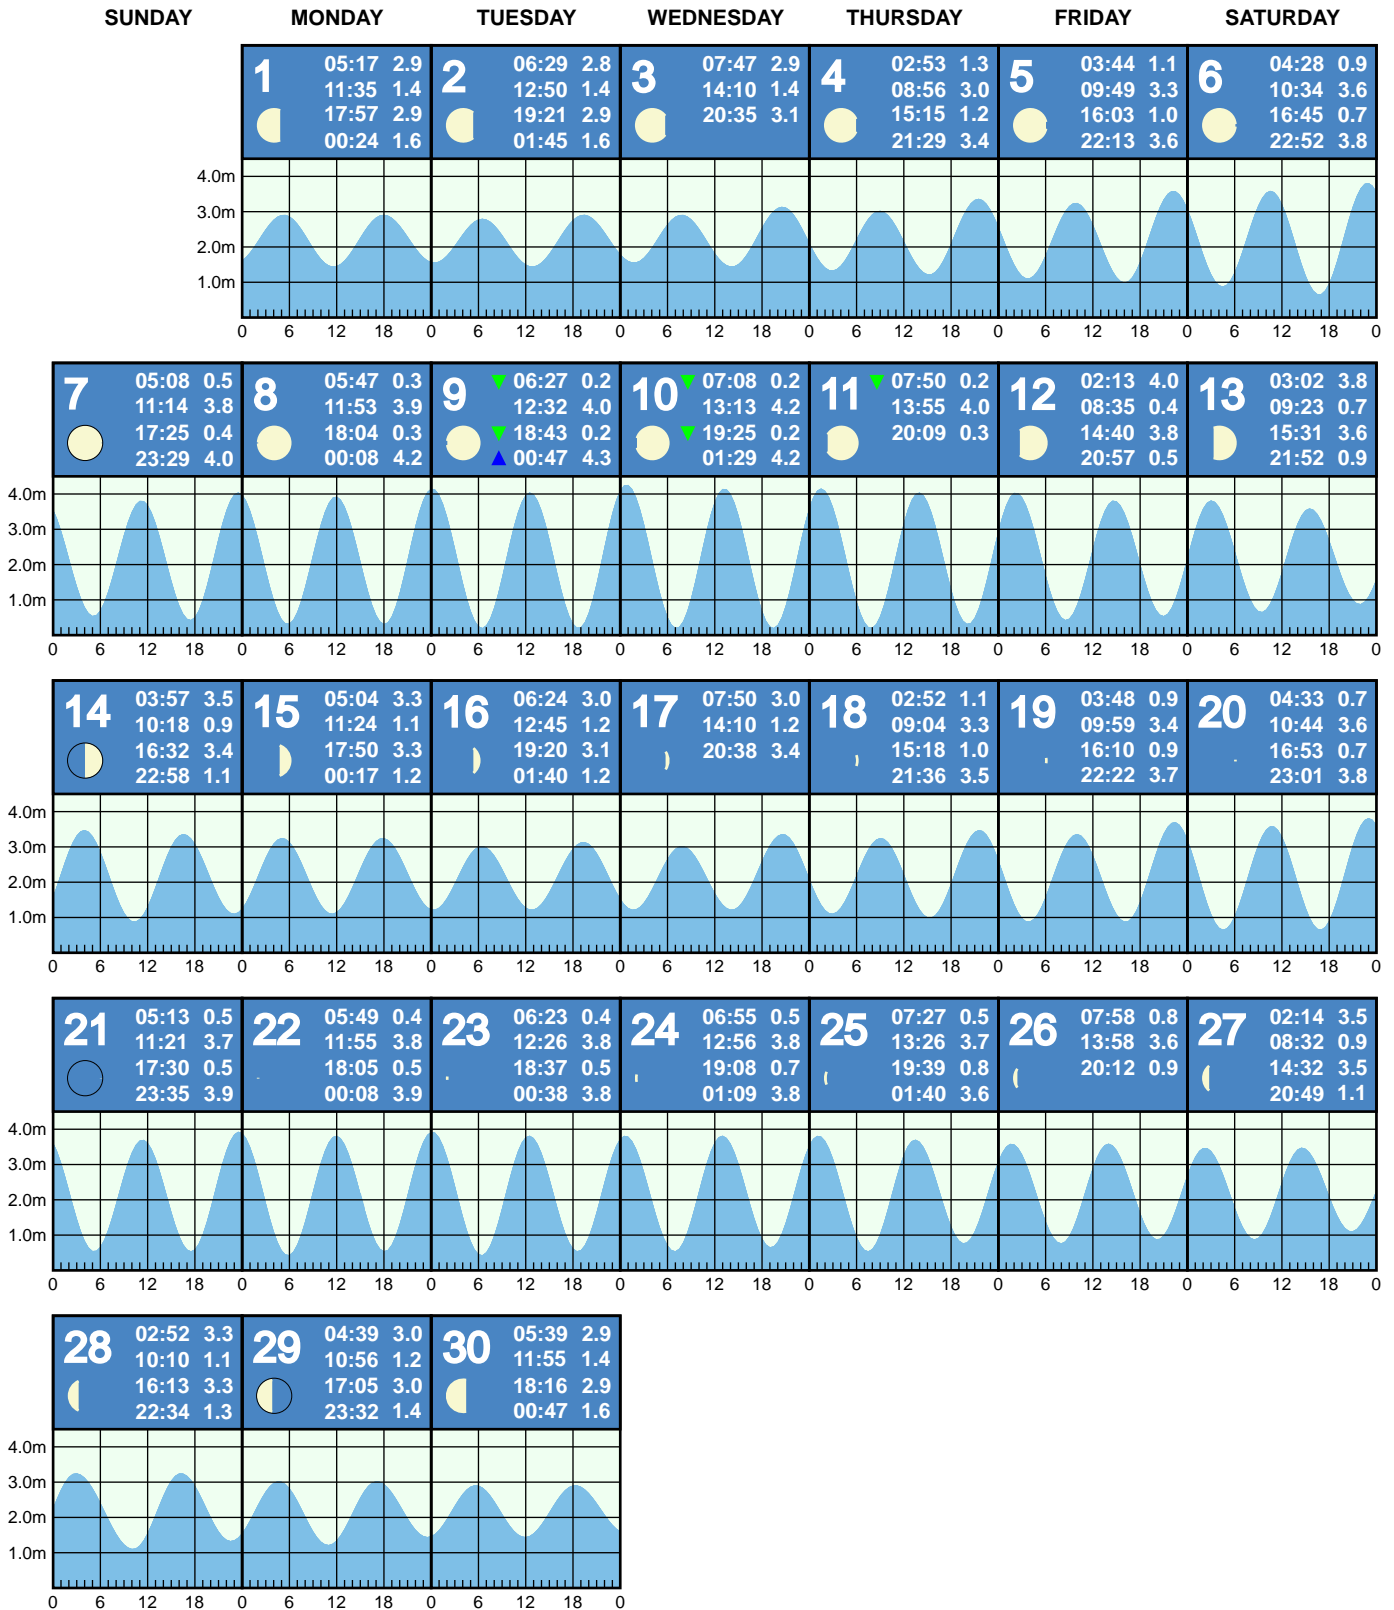 SUNDAY MONDAY TUESDAY WEDNESDAY THURSDAY FRIDAY SATURDAY
1 05:17 2.9
11:35 1.4
17:57 2.9
00:24 1.6
2 06:29 2.8
12:50 1.4
19:21 2.9
01:45 1.6
3 07:47 2.9
14:10 1.4
20:35 3.1
4 02:53 1.3
08:56 3.0
15:15 1.2
21:29 3.4
5 03:44 1.1
09:49 3.3
16:03 1.0
22:13 3.6
6 04:28 0.9
10:34 3.6
16:45 0.7
22:52 3.8
4.0m
3.0m
2.0m
1.0m
0 6 12 18 0 6 12 18 0 6 12 18 0 6 12 18 0 6 12 18 0 6 12 18 0
7 05:08 0.5
11:14 3.8
17:25 0.4
23:29 4.0
8 05:47 0.3
11:53 3.9
18:04 0.3
00:08 4.2
9 06:27 0.2
12:32 4.0
18:43 0.2
00:47 4.3
10 07:08 0.2
13:13 4.2
19:25 0.2
01:29 4.2
11 07:50 0.2
13:55 4.0
20:09 0.3
12 02:13 4.0
08:35 0.4
14:40 3.8
20:57 0.5
13 03:02 3.8
09:23 0.7
15:31 3.6
21:52 0.9
4.0m
3.0m
2.0m
1.0m
0 6 12 18 0 6 12 18 0 6 12 18 0 6 12 18 0 6 12 18 0 6 12 18 0 6 12 18 0
14 03:57 3.5
10:18 0.9
16:32 3.4
22:58 1.1
15 05:04 3.3
11:24 1.1
17:50 3.3
00:17 1.2
16 06:24 3.0
12:45 1.2
19:20 3.1
01:40 1.2
17 07:50 3.0
14:10 1.2
20:38 3.4
18 02:52 1.1
09:04 3.3
15:18 1.0
21:36 3.5
19 03:48 0.9
09:59 3.4
16:10 0.9
22:22 3.7
20 04:33 0.7
10:44 3.6
16:53 0.7
23:01 3.8
4.0m
3.0m
2.0m
1.0m
0 6 12 18 0 6 12 18 0 6 12 18 0 6 12 18 0 6 12 18 0 6 12 18 0 6 12 18 0
21 05:13 0.5
11:21 3.7
17:30 0.5
23:35 3.9
22 05:49 0.4
11:55 3.8
18:05 0.5
00:08 3.9
23 06:23 0.4
12:26 3.8
18:37 0.5
00:38 3.8
24 06:55 0.5
12:56 3.8
19:08 0.7
01:09 3.8
25 07:27 0.5
13:26 3.7
19:39 0.8
01:40 3.6
26 07:58 0.8
13:58 3.6
20:12 0.9
27 02:14 3.5
08:32 0.9
14:32 3.5
20:49 1.1
4.0m
3.0m
2.0m
1.0m
0 6 12 18 0 6 12 18 0 6 12 18 0 6 12 18 0 6 12 18 0 6 12 18 0 6 12 18 0
28 02:52 3.3
10:10 1.1
16:13 3.3
22:34 1.3
29 04:39 3.0
10:56 1.2
17:05 3.0
23:32 1.4
30 05:39 2.9
11:55 1.4
18:16 2.9
00:47 1.6
4.0m
3.0m
2.0m
1.0m
0 6 12 18 0 6 12 18 0 6 12 18 0